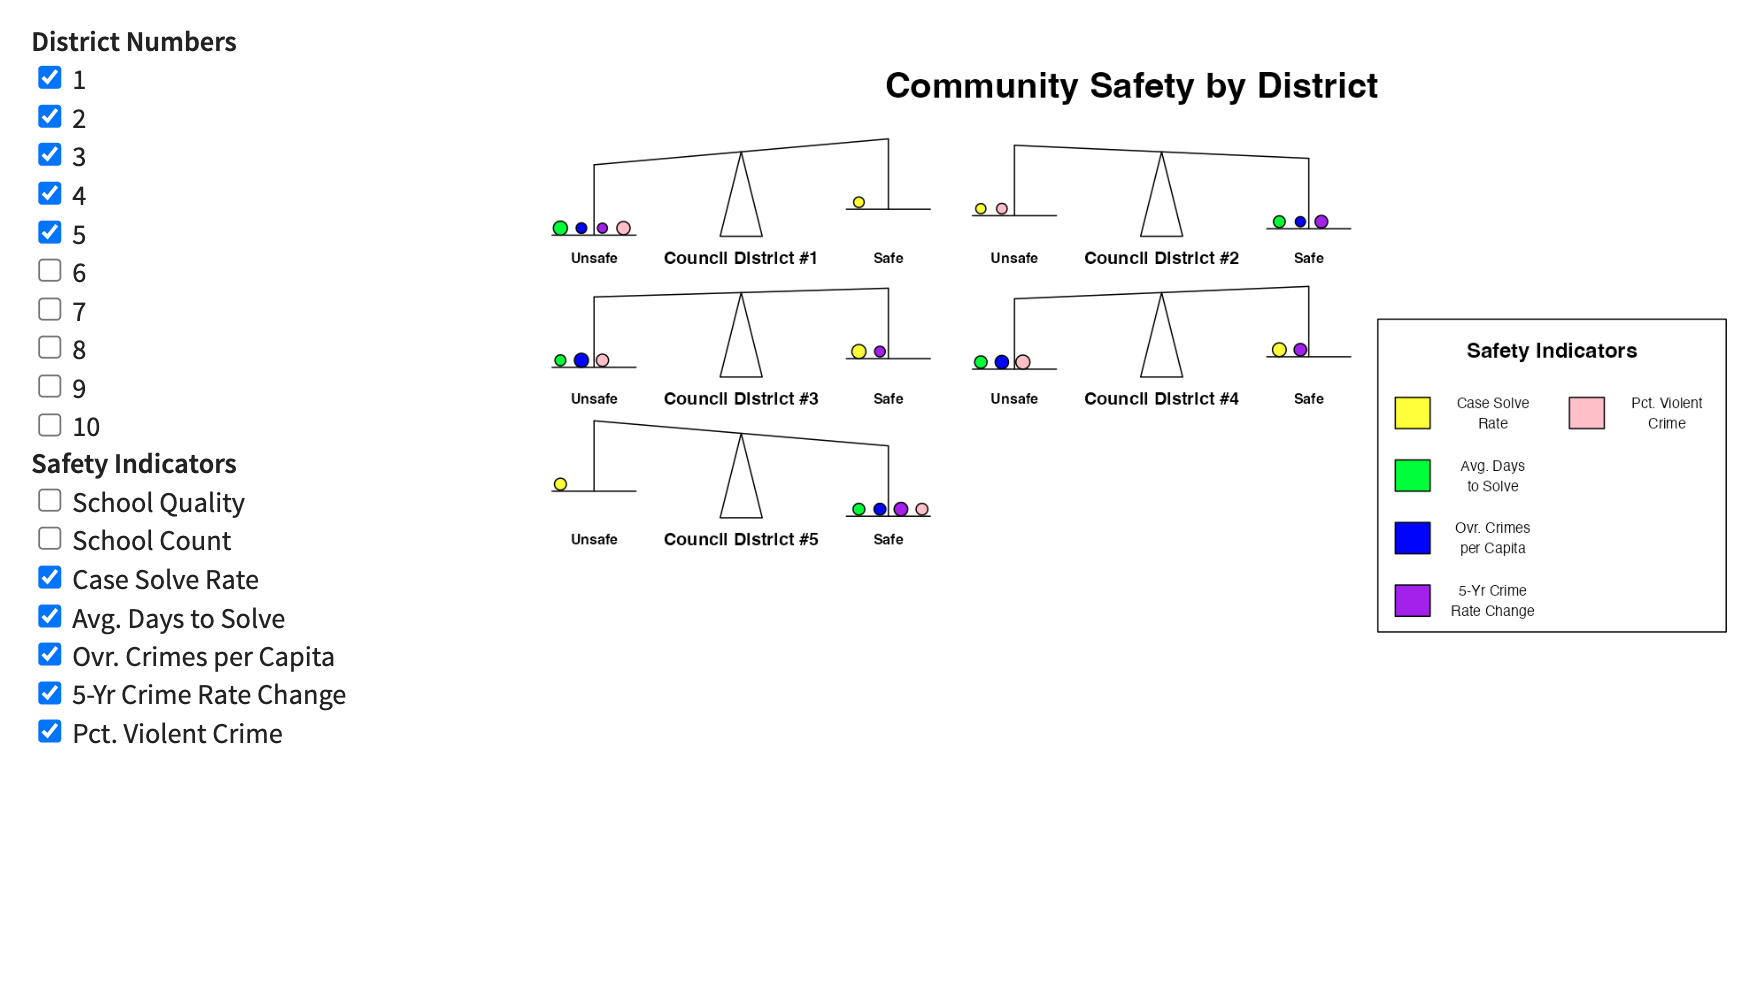 District Numbers
1
2
3
4
5
6
7
8
9
10
Safety Indicators
School Quality
School Count
Case Solve Rate
Avg. Days to Solve
Ovr. Crimes per Capita
5-Yr Crime Rate Change
Pct. Violent Crime
Community Safety by District
Unsafe Council District #1 Safe
Unsafe Council District #2 Safe
Unsafe Council District #3 Safe
Unsafe Council District #4 Safe
Unsafe Council District #5 Safe
Safety Indicators
Case Solve
Rate
Pct. Violent
Crime
Avg. Days
to Solve
Ovr. Crimes
per Capita
5-Yr Crime
Rate Change